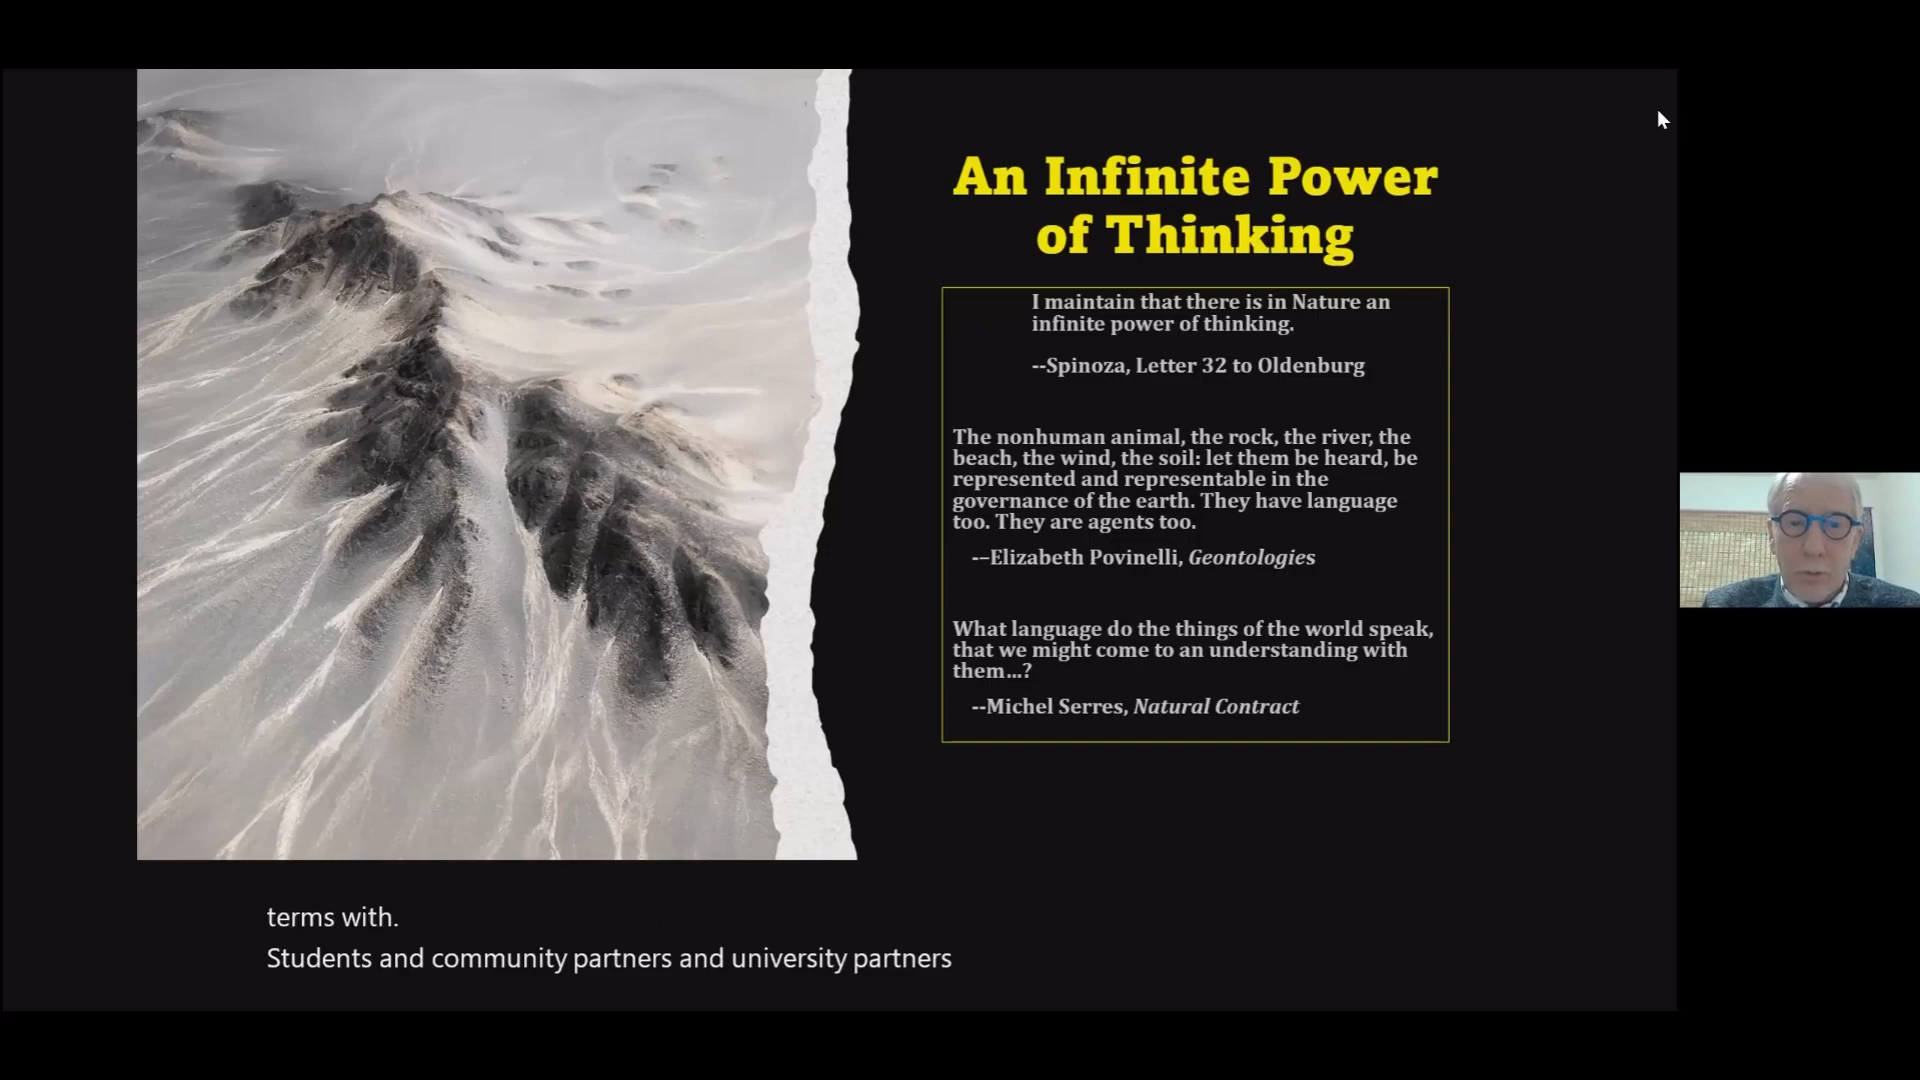 An Infinite Power
of Thinking
I maintain that there is in Nature an
infinite power of thinking.
--Spinoza, Letter 32 to Oldenburg
The nonhuman animal, the rock, the river, the
beach, the wind, the soil: let them be heard, be
represented and representable in the
governance of the earth. They have language
too. They are agents too.
-–Elizabeth Povinelli, Geontologies
What language do the things of the world speak,
that we might come to an understanding with
them...?
--Michel Serres, Natural Contract
terms with.
Students and community partners and university partners